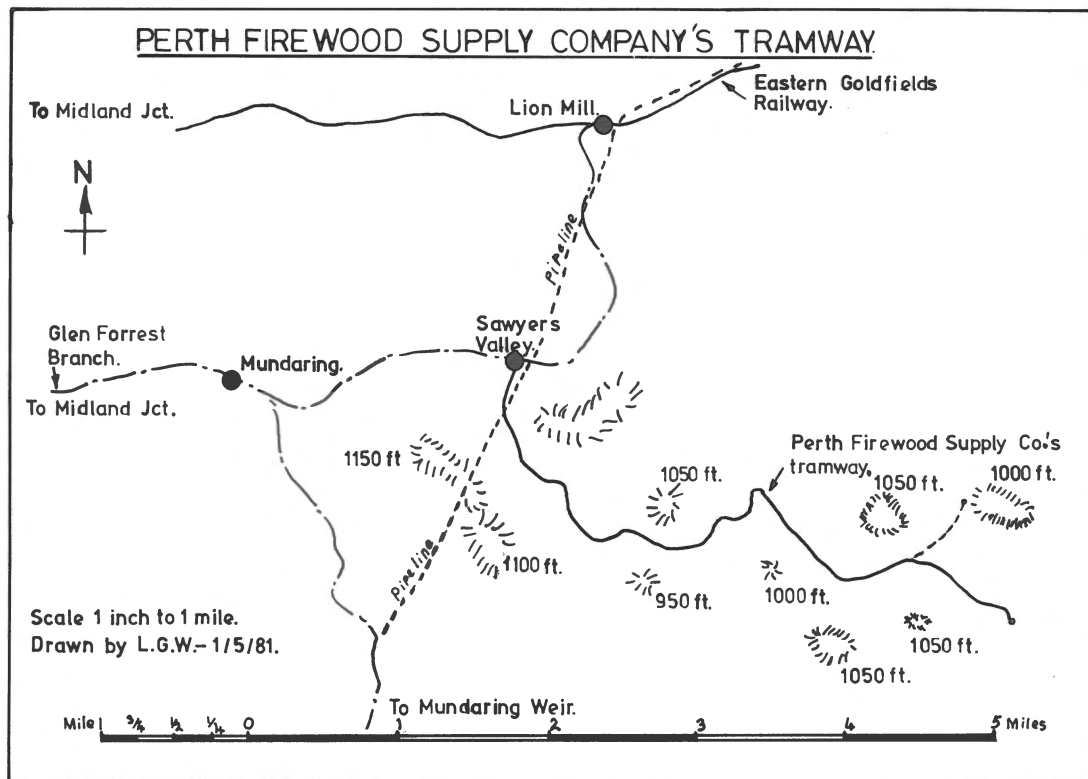 PERTH FIREWOOD SUPPLY COMPANY'S TRAMWAY.
Eastern Goldfields
Railway.
To Midland Jct.
Lion Mill.
N
Pipeline
Glen Forrest
Branch.
Mundaring.
Sawyers
Valley.
To Midland Jct.
1150 ft
1050 ft.
Perth Firewood Supply Co.'s
tramway.
1050 ft.
1000 ft.
Pipeline
1100 ft.
950 ft.
1000 ft.
1050 ft.
1050 ft.
Scale 1 inch to 1 mile.
Drawn by L.G.W.- 1/5/81.
To Mundaring Weir.
Mile 1 3/4 1/2 1/4 0 1 2 3 4 5 Miles